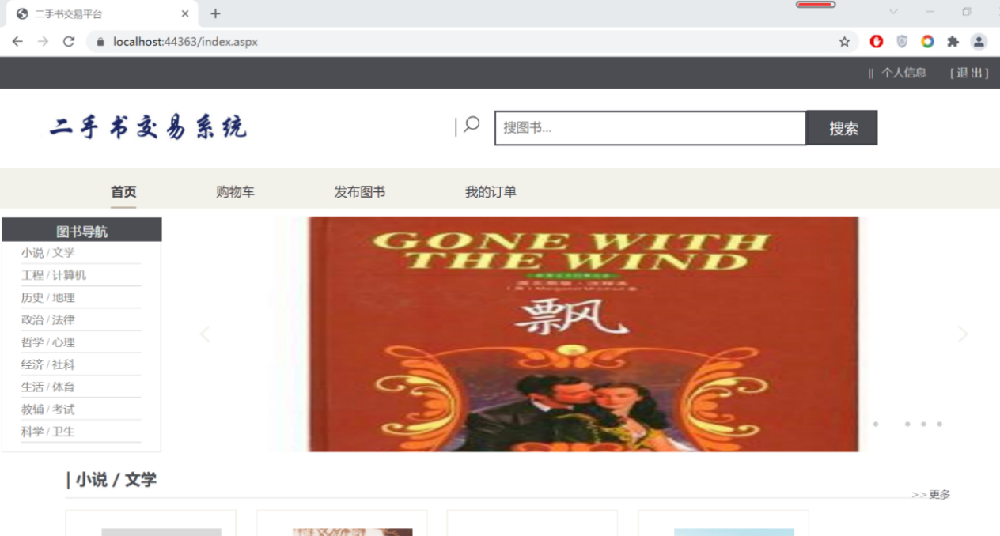 二手书交易平台
localhost:44363/index.aspx
|| 个人信息 [ 退 出 ]
二手书交易系统
搜图书...
搜索
首页 购物车 发布图书 我的订单
图书导航
小说 / 文学
工程 / 计算机
历史 / 地理
政治 / 法律
哲学 / 心理
经济 / 社科
生活 / 体育
教辅 / 考试
科学 / 卫生
GONE WITH
THE WIND
飘
| 小说 / 文学
>> 更多